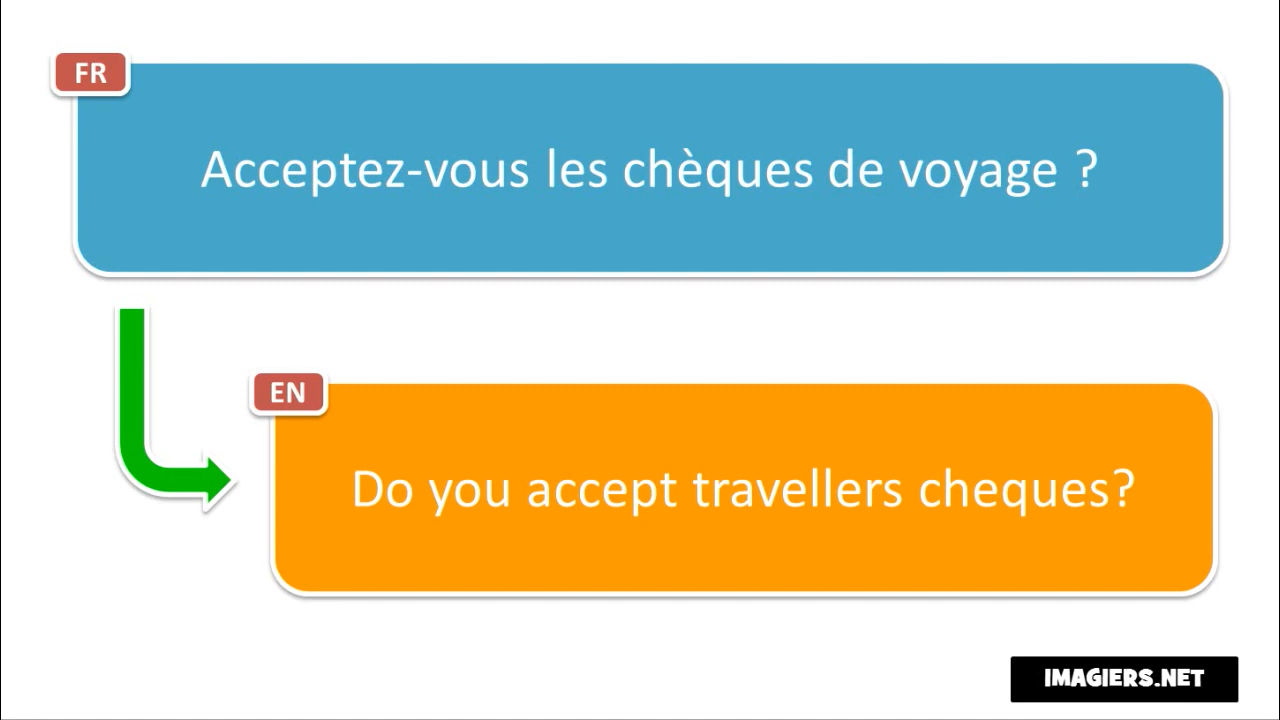 FR
Acceptez-vous les chèques de voyage ?
EN
Do you accept travellers cheques?
IMAGIERS.NET